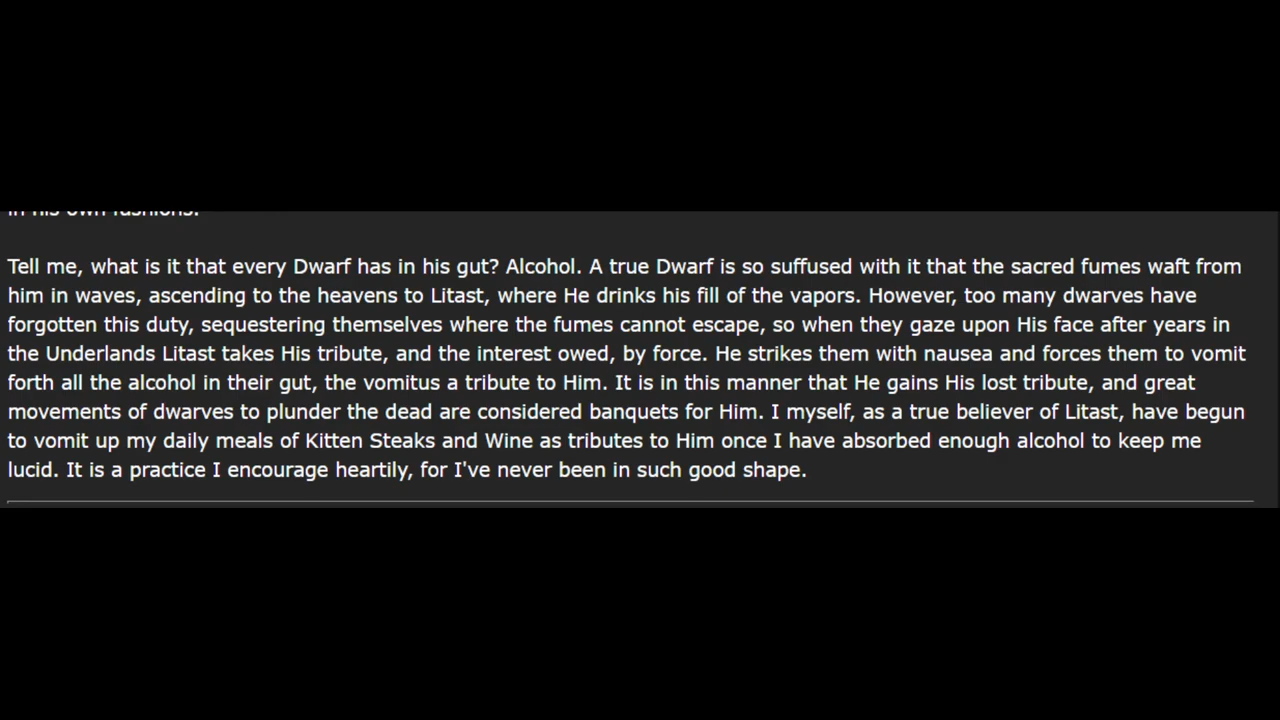 in his own fashions.
Tell me, what is it that every Dwarf has in his gut? Alcohol. A true Dwarf is so suffused with it that the sacred fumes waft from
him in waves, ascending to the heavens to Litast, where He drinks his fill of the vapors. However, too many dwarves have
forgotten this duty, sequestering themselves where the fumes cannot escape, so when they gaze upon His face after years in
the Underlands Litast takes His tribute, and the interest owed, by force. He strikes them with nausea and forces them to vomit
forth all the alcohol in their gut, the vomitus a tribute to Him. It is in this manner that He gains His lost tribute, and great
movements of dwarves to plunder the dead are considered banquets for Him. I myself, as a true believer of Litast, have begun
to vomit up my daily meals of Kitten Steaks and Wine as tributes to Him once I have absorbed enough alcohol to keep me
lucid. It is a practice I encourage heartily, for I've never been in such good shape.